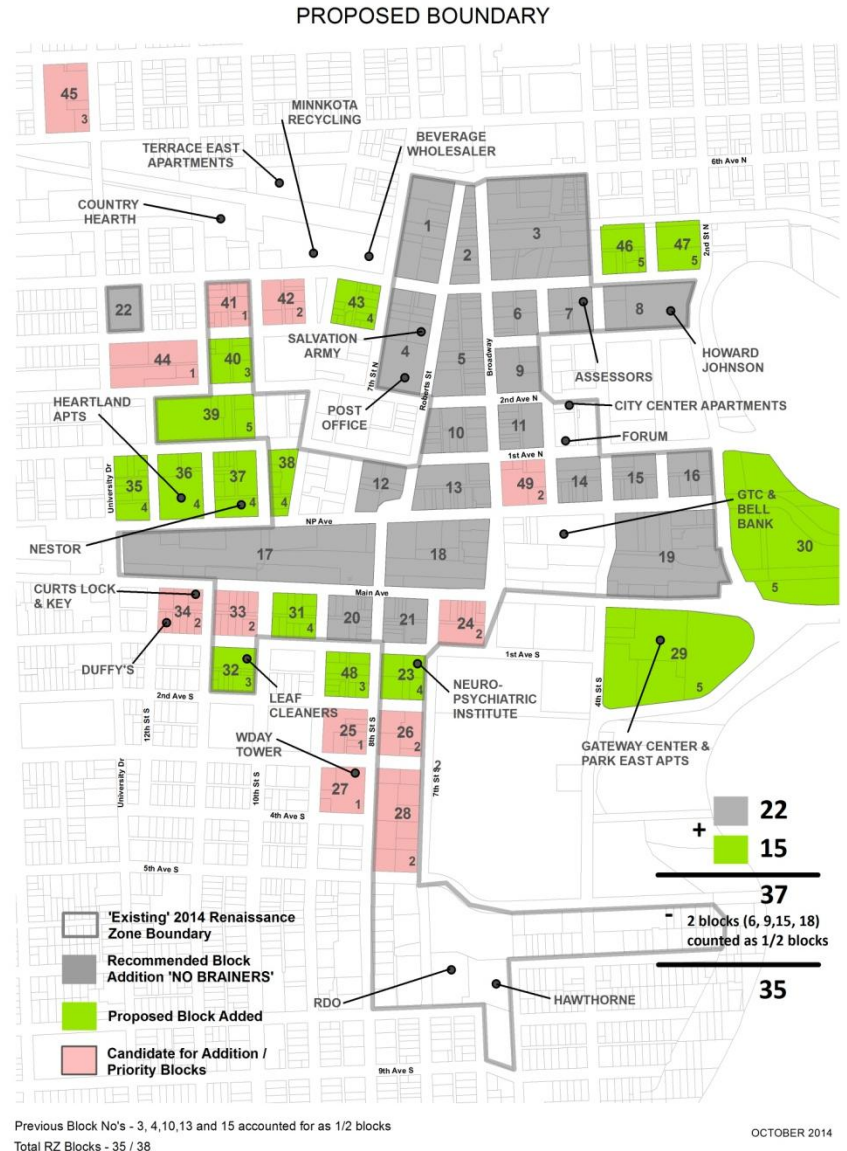 PROPOSED BOUNDARY
45
3
MINNKOTA
RECYCLING
BEVERAGE
WHOLESALER
TERRACE EAST
APARTMENTS
6th Ave N
COUNTRY
HEARTH
1
2
3
46
5
47
5
2nd St N
22
41
1
42
2
43
4
SALVATION
ARMY
4
5
6
7
8
44
1
40
3
7th St N
Roberts St
Broadway
ASSESSORS
HOWARD
JOHNSON
9
HEARTLAND
APTS
39
5
POST
OFFICE
2nd Ave N
CITY CENTER APARTMENTS
10
11
FORUM
1st Ave N
University Dr
35
4
36
4
37
4
38
4
12
13
49
2
14
15
16
GTC &
BELL
BANK
NESTOR
NP Ave
17
18
19
30
5
CURTS LOCK
& KEY
Main Ave
34
2
33
2
31
4
20
21
24
2
DUFFY'S
1st Ave S
29
5
32
3
LEAF
CLEANERS
48
3
23
4
NEURO-
PSYCHIATRIC
INSTITUTE
4th St S
2nd Ave S
12th St S
WDAY
TOWER
25
1
8th St S
26
2
GATEWAY CENTER &
PARK EAST APTS
University Dr
10th St S
27
1
7th St S
2
28
2
4th Ave S
5th Ave S
22
+
15
37
-
2 blocks (6, 9,15, 18)
counted as 1/2 blocks
35
'Existing' 2014 Renaissance
Zone Boundary
Recommended Block
Addition 'NO BRAINERS'
Proposed Block Added
Candidate for Addition /
Priority Blocks
RDO
HAWTHORNE
9th Ave S
Previous Block No's - 3, 4,10,13 and 15 accounted for as 1/2 blocks
Total RZ Blocks - 35 / 38
OCTOBER 2014